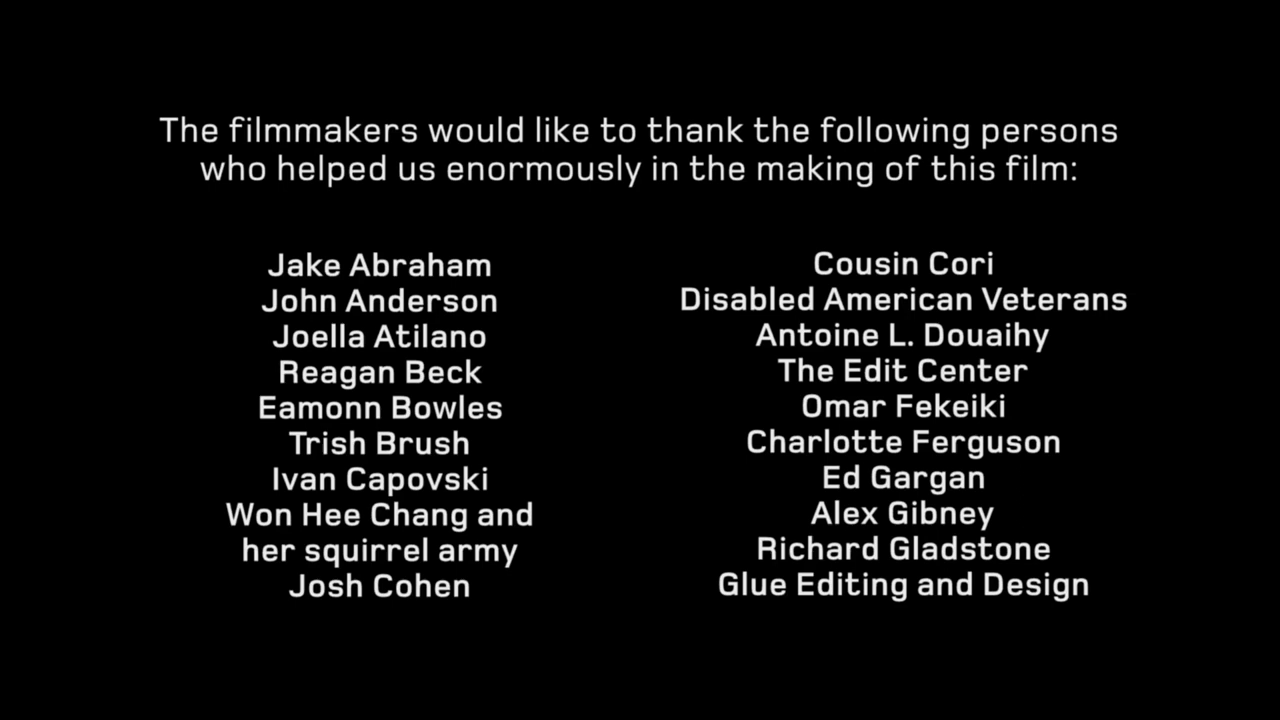 The filmmakers would like to thank the following persons
who helped us enormously in the making of this film:
Jake Abraham
John Anderson
Joella Atilano
Reagan Beck
Eamonn Bowles
Trish Brush
Ivan Capovski
Won Hee Chang and
her squirrel army
Josh Cohen
Cousin Cori
Disabled American Veterans
Antoine L. Douaihy
The Edit Center
Omar Fekeiki
Charlotte Ferguson
Ed Gargan
Alex Gibney
Richard Gladstone
Glue Editing and Design